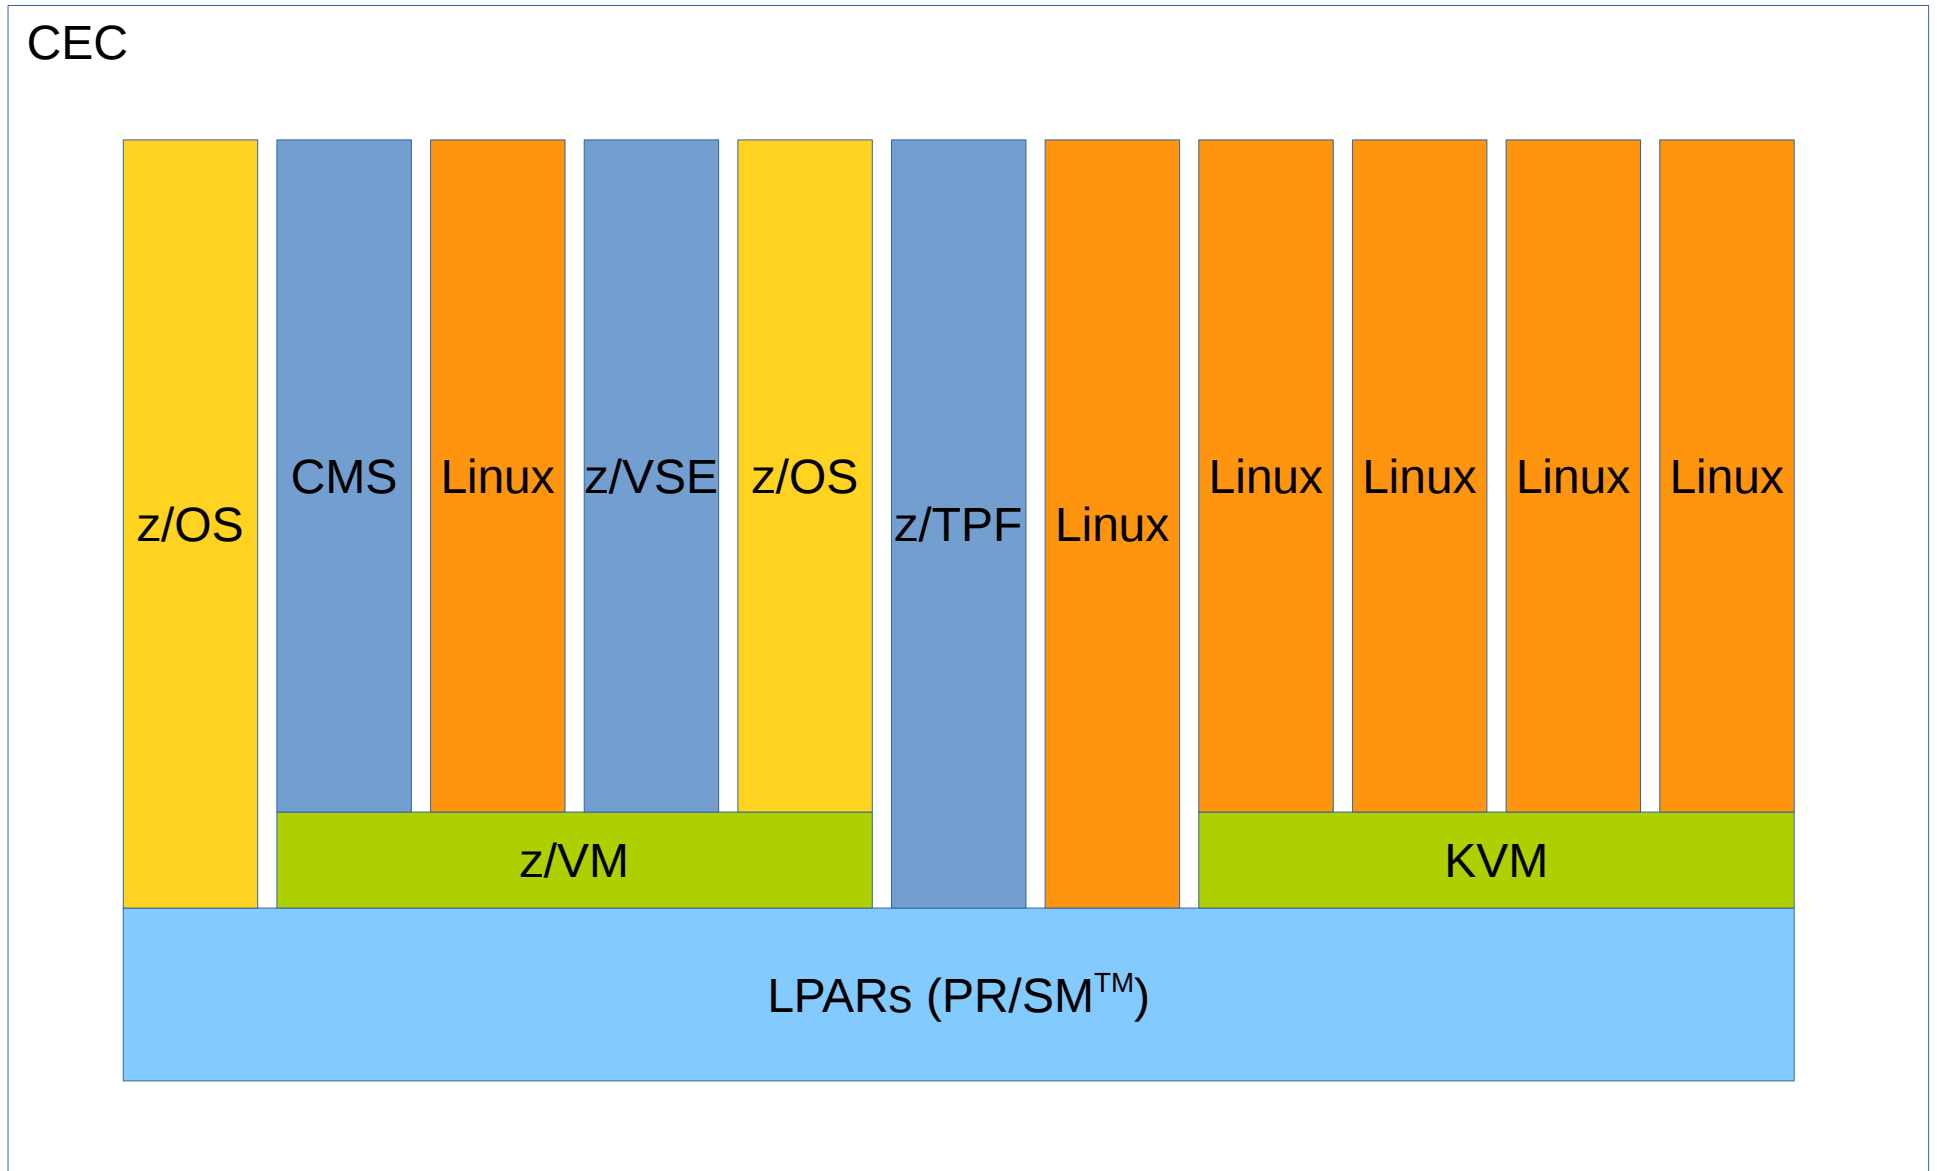 CEC
z/OS
CMS
Linux
z/VSE
z/OS
z/TPF
Linux
Linux
Linux
Linux
Linux
z/VM
KVM
LPARs (PR/SM™)